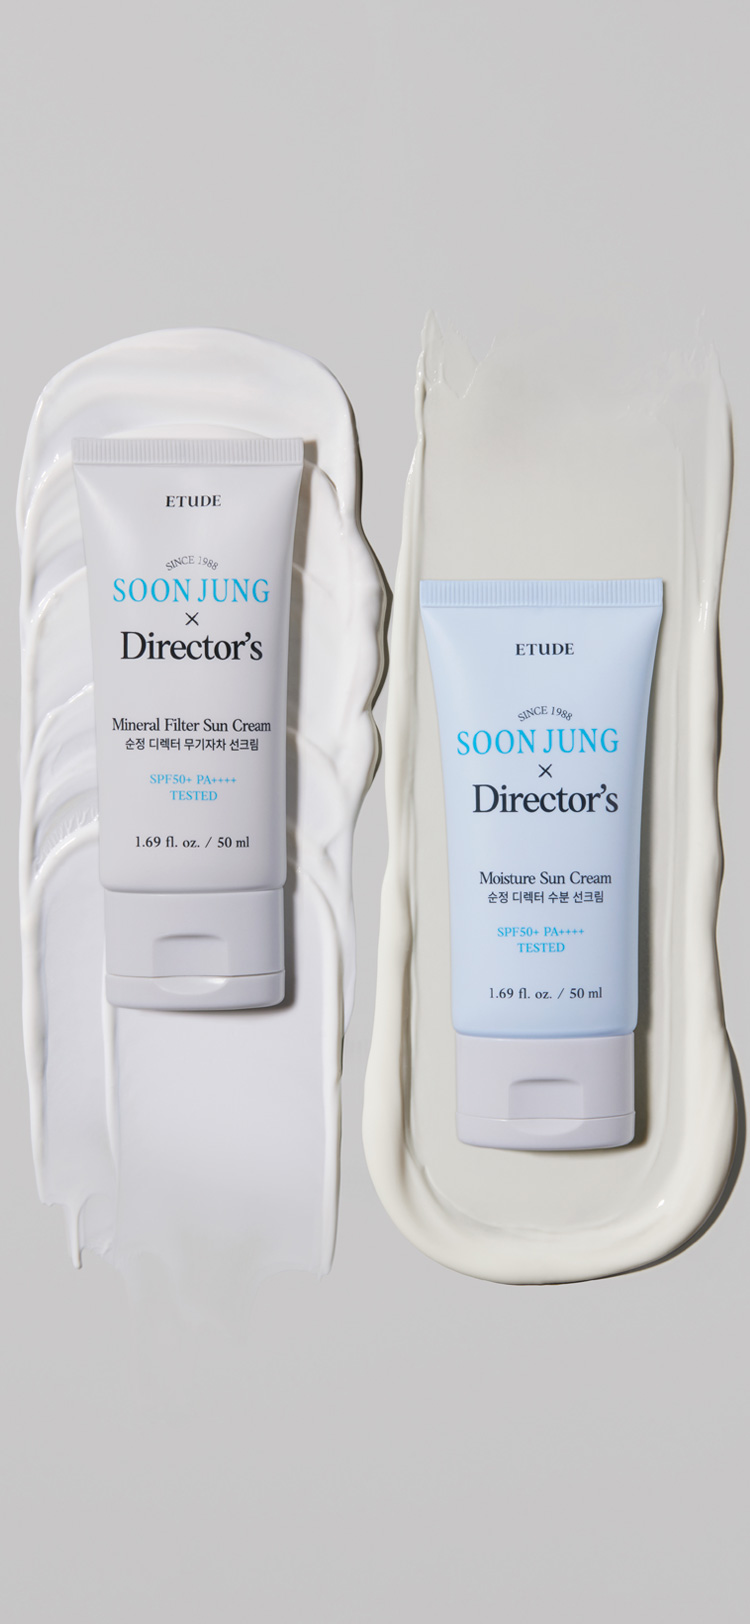 ETUDE
SINCE 1988
SOON JUNG
×
Director's
Mineral Filter Sun Cream
순정 디렉터 무기자차 선크림
SPF50+ PA++++
TESTED
1.69 fl. oz. / 50 ml
ETUDE
SINCE 1988
SOON JUNG
×
Director's
Moisture Sun Cream
순정 디렉터 수분 선크림
SPF50+ PA++++
TESTED
1.69 fl. oz. / 50 ml